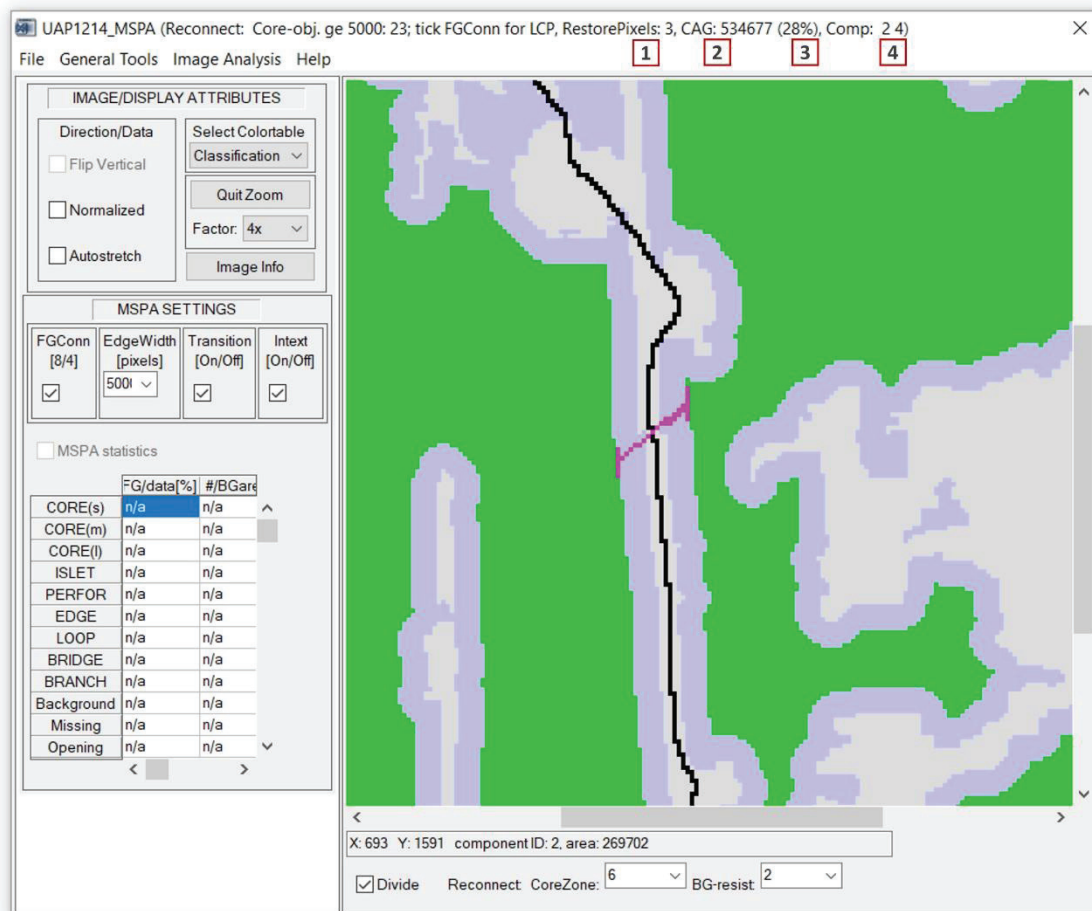 UAP1214_MSPA (Reconnect: Core-obj. ge 5000: 23; tick FGConn for LCP, RestorePixels: 3, CAG: 534677 (28%), Comp: 2 4)
1 2 3 4
File General Tools Image Analysis Help
IMAGE/DISPLAY ATTRIBUTES
Direction/Data
Flip Vertical
Normalized
Autostretch
Select Colortable
Classification
Quit Zoom
Factor: 4x
Image Info
MSPA SETTINGS
FGConn EdgeWidth Transition Intext
[8/4] [pixels] [On/Off] [On/Off]
500
MSPA statistics
FG/data[%] #/BGare
CORE(s) n/a n/a
CORE(m) n/a n/a
CORE(l) n/a n/a
ISLET n/a n/a
PERFOR n/a n/a
EDGE n/a n/a
LOOP n/a n/a
BRIDGE n/a n/a
BRANCH n/a n/a
Background n/a n/a
Missing n/a n/a
Opening n/a n/a
X: 693 Y: 1591 component ID: 2, area: 269702
Divide Reconnect: CoreZone: 6 BG-resist: 2